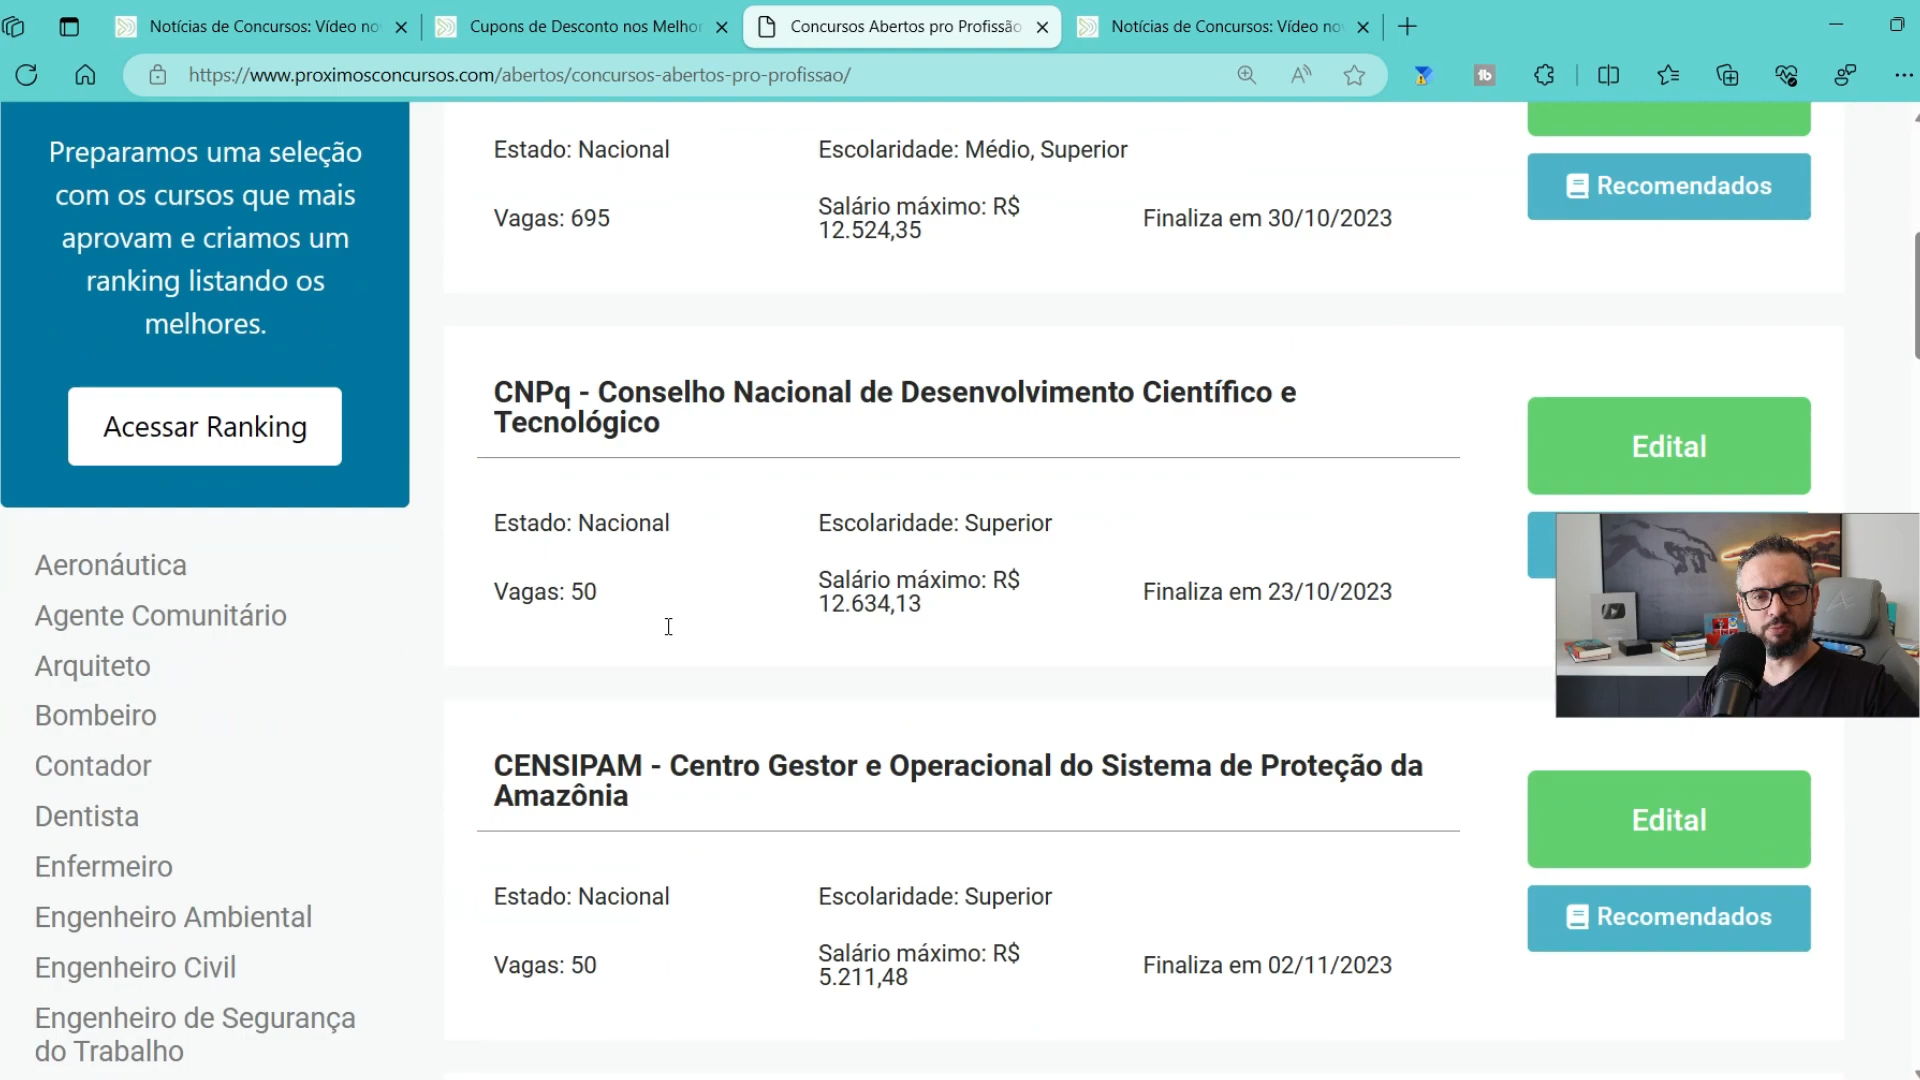 Notícias de Concursos: Vídeo no
Cupons de Desconto nos Melhor
Concursos Abertos pro Profissão
Notícias de Concursos: Vídeo no
https://www.proximosconcursos.com/abertos/concursos-abertos-pro-profissao/
tb
Preparamos uma seleção
com os cursos que mais
aprovam e criamos um
ranking listando os
melhores.
Acessar Ranking
Aeronáutica
Agente Comunitário
Arquiteto
Bombeiro
Contador
Dentista
Enfermeiro
Engenheiro Ambiental
Engenheiro Civil
Engenheiro de Segurança
do Trabalho
Estado: Nacional
Escolaridade: Médio, Superior
Vagas: 695
Salário máximo: R$
12.524,35
Finaliza em 30/10/2023
Recomendados
CNPq - Conselho Nacional de Desenvolvimento Científico e
Tecnológico
Edital
Estado: Nacional
Escolaridade: Superior
Vagas: 50
Salário máximo: R$
12.634,13
Finaliza em 23/10/2023
CENSIPAM - Centro Gestor e Operacional do Sistema de Proteção da
Amazônia
Edital
Estado: Nacional
Escolaridade: Superior
Recomendados
Vagas: 50
Salário máximo: R$
5.211,48
Finaliza em 02/11/2023